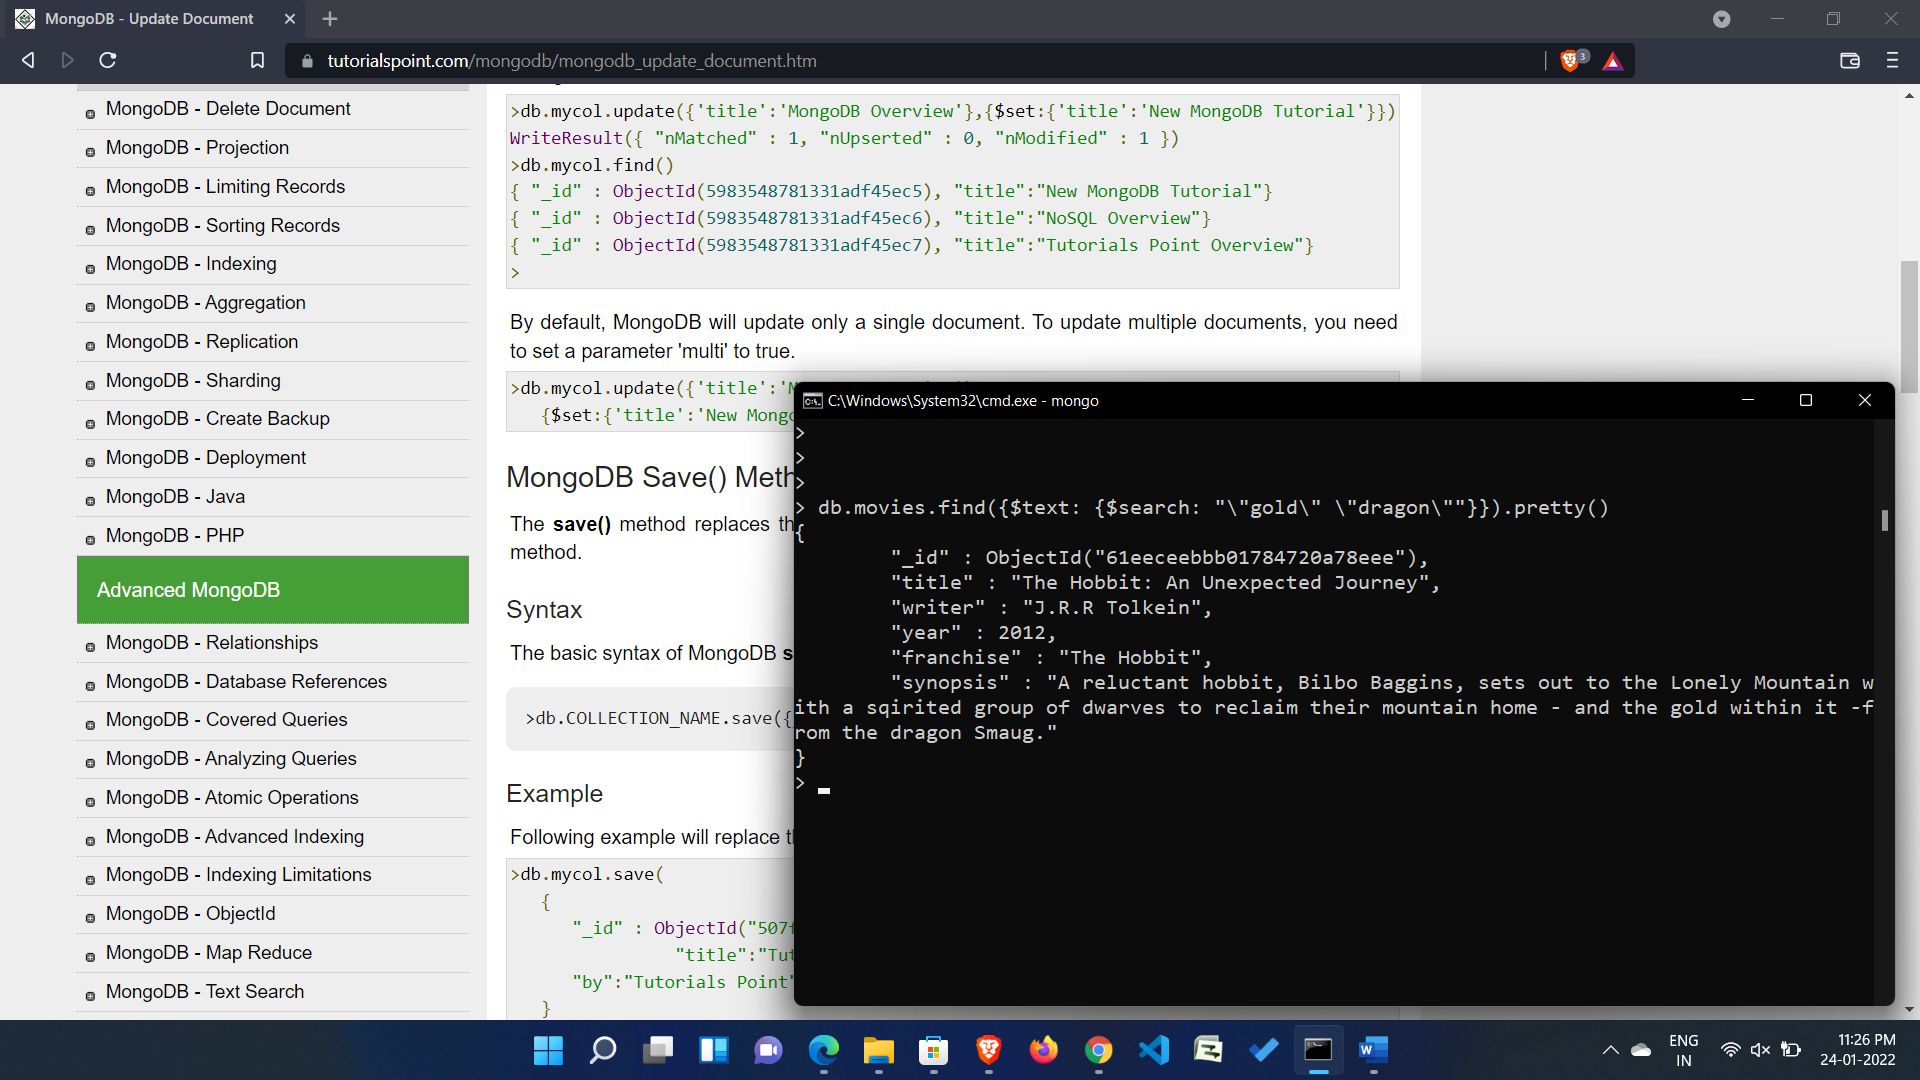 MongoDB - Update Document
tutorialspoint.com/mongodb/mongodb_update_document.htm
3
MongoDB - Delete Document
MongoDB - Projection
MongoDB - Limiting Records
MongoDB - Sorting Records
MongoDB - Indexing
MongoDB - Aggregation
MongoDB - Replication
MongoDB - Sharding
MongoDB - Create Backup
MongoDB - Deployment
MongoDB - Java
MongoDB - PHP
Advanced MongoDB
MongoDB - Relationships
MongoDB - Database References
MongoDB - Covered Queries
MongoDB - Analyzing Queries
MongoDB - Atomic Operations
MongoDB - Advanced Indexing
MongoDB - Indexing Limitations
MongoDB - ObjectId
MongoDB - Map Reduce
MongoDB - Text Search
>db.mycol.update({'title':'MongoDB Overview'},{$set:{'title':'New MongoDB Tutorial'}})
WriteResult({ "nMatched" : 1, "nUpserted" : 0, "nModified" : 1 })
>db.mycol.find()
{ "_id" : ObjectId(5983548781331adf45ec5), "title":"New MongoDB Tutorial"}
{ "_id" : ObjectId(5983548781331adf45ec6), "title":"NoSQL Overview"}
{ "_id" : ObjectId(5983548781331adf45ec7), "title":"Tutorials Point Overview"}
>
By default, MongoDB will update only a single document. To update multiple documents, you need
to set a parameter 'multi' to true.
>db.mycol.update({'title':'M
{$set:{'title':'New Mongo
MongoDB Save() Meth
The save() method replaces th
method.
Syntax
The basic syntax of MongoDB s
>db.COLLECTION_NAME.save({
Example
Following example will replace t
>db.mycol.save(
{
"_id" : ObjectId("507f
"title":"Tut
"by":"Tutorials Point"
}
C:\Windows\System32\cmd.exe - mongo
>
>
>
> db.movies.find({$text: {$search: "\"gold\" \"dragon\""}}).pretty()
{
"_id" : ObjectId("61eeceebbb01784720a78eee"),
"title" : "The Hobbit: An Unexpected Journey",
"writer" : "J.R.R Tolkein",
"year" : 2012,
"franchise" : "The Hobbit",
"synopsis" : "A reluctant hobbit, Bilbo Baggins, sets out to the Lonely Mountain w
ith a sqirited group of dwarves to reclaim their mountain home - and the gold within it -f
rom the dragon Smaug."
}
>
ENG
IN
11:26 PM
24-01-2022